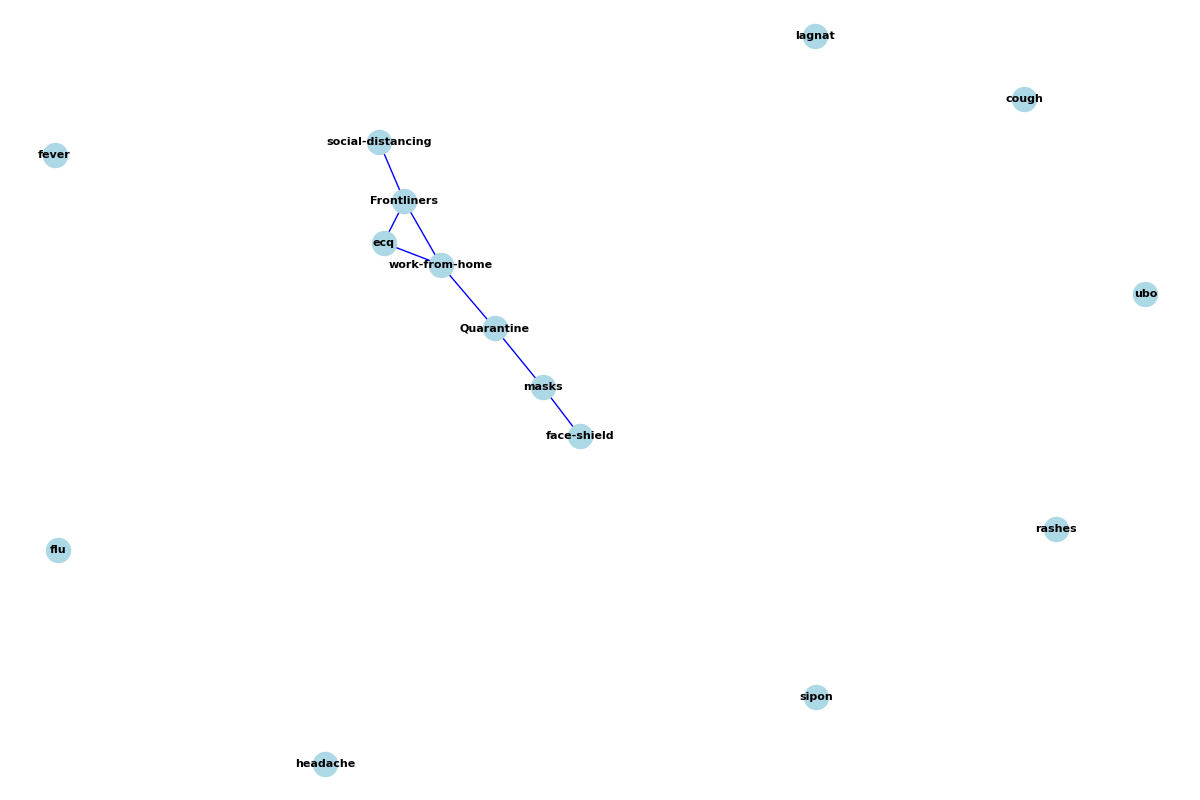 lagnat
cough
social-distancing
fever
Frontliners
ecq
work-from-home
ubo
Quarantine
masks
face-shield
rashes
flu
sipon
headache